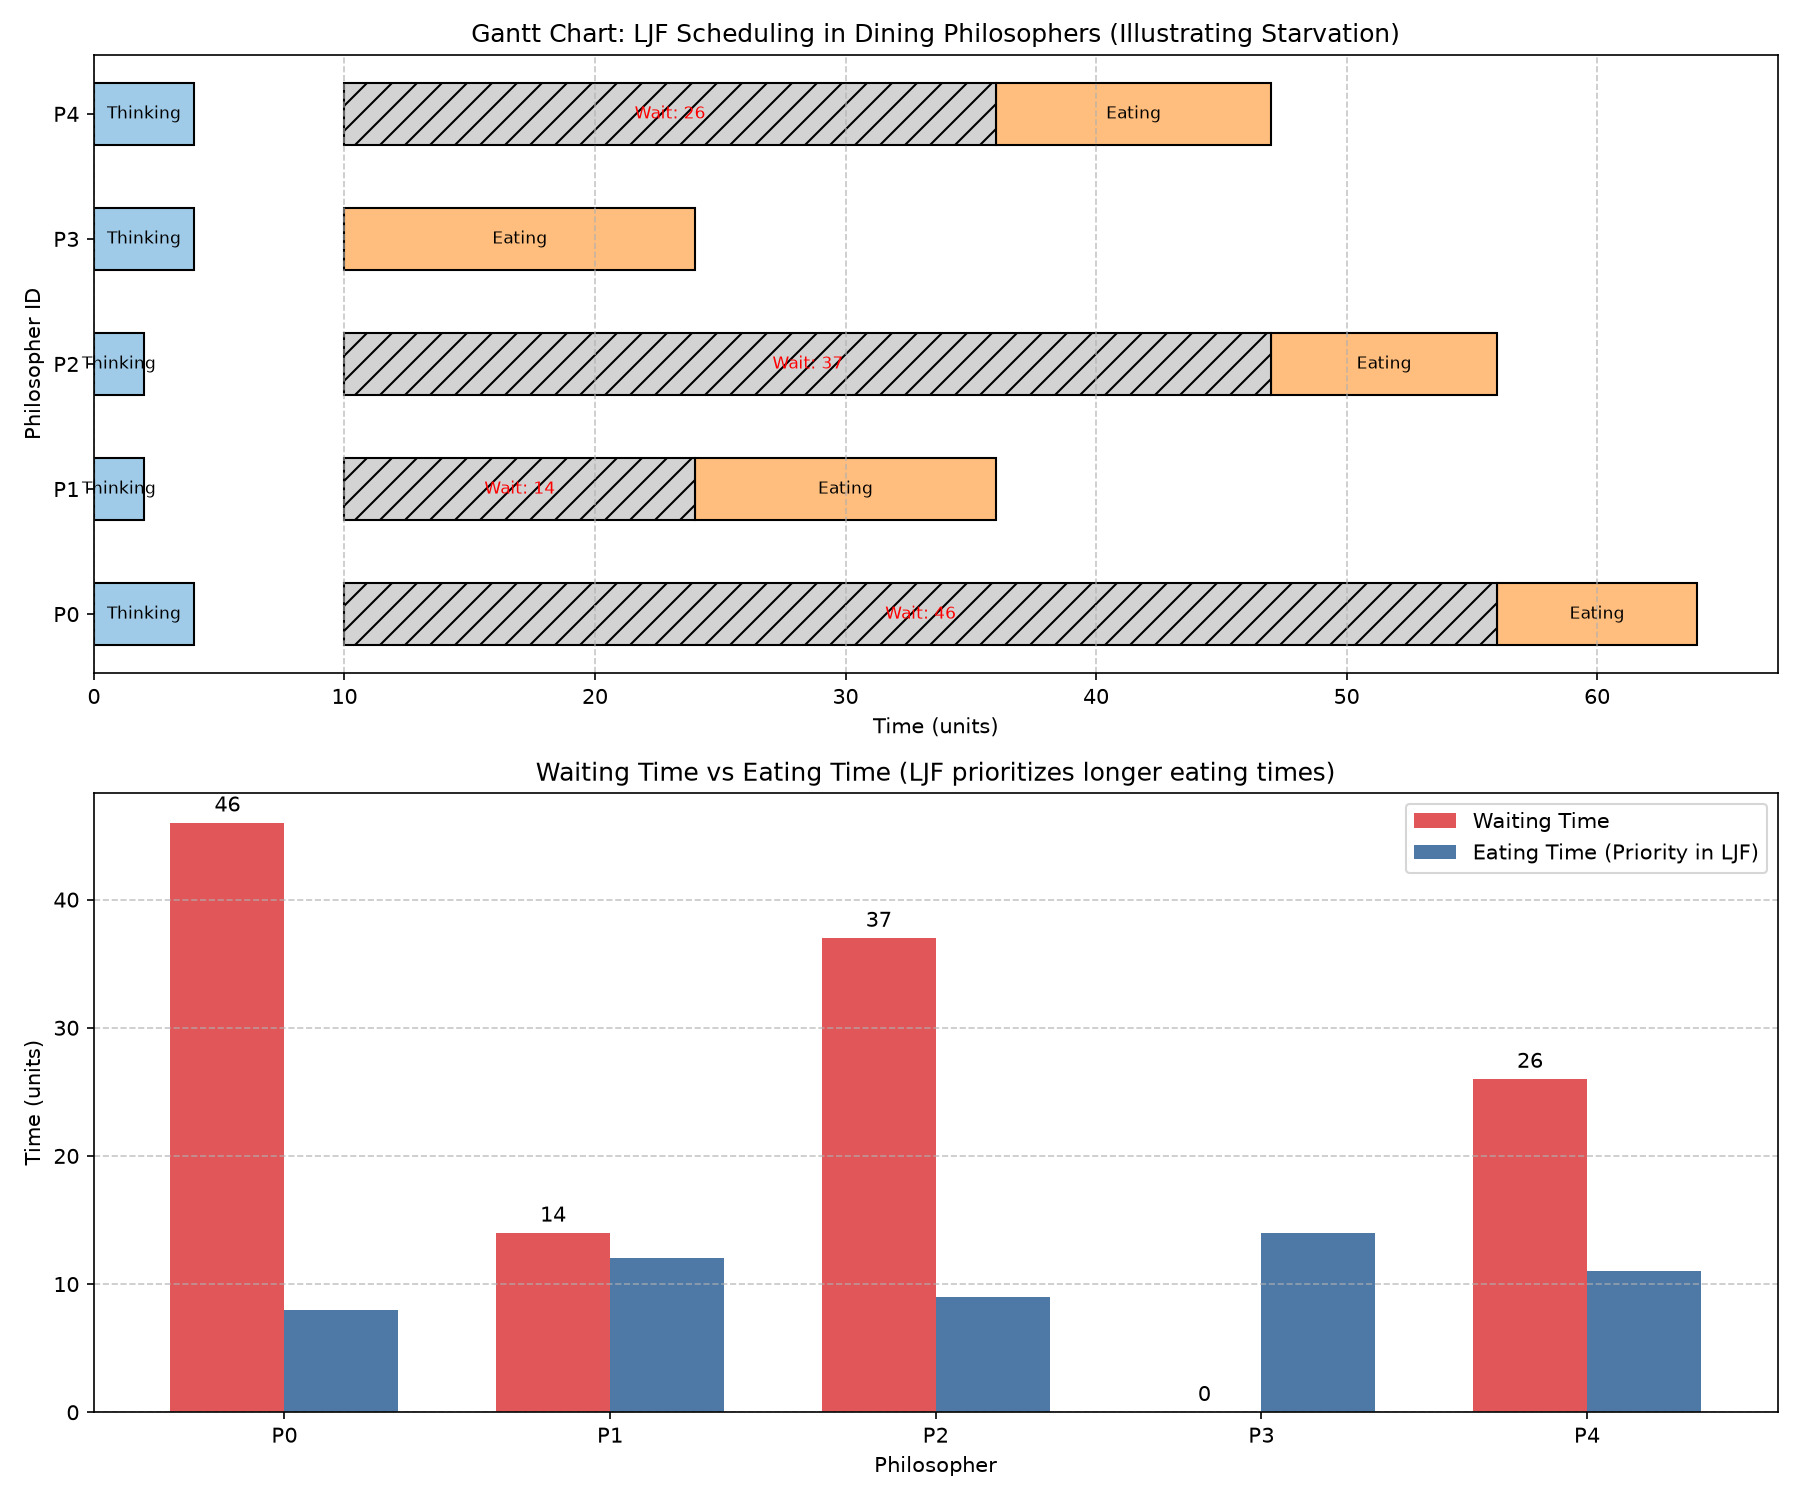 Gantt Chart: LJF Scheduling in Dining Philosophers (Illustrating Starvation)
Philosopher ID
P4 Thinking Wait: 26 Eating
P3 Thinking Eating
P2 Thinking Wait: 37 Eating
P1 Thinking Wait: 14 Eating
P0 Thinking Wait: 46 Eating
0 10 20 30 40 50 60
Time (units)
Waiting Time vs Eating Time (LJF prioritizes longer eating times)
Waiting Time
Eating Time (Priority in LJF)
Time (units)
40
30
20
10
0
46
14
37
0
26
P0 P1 P2 P3 P4
Philosopher